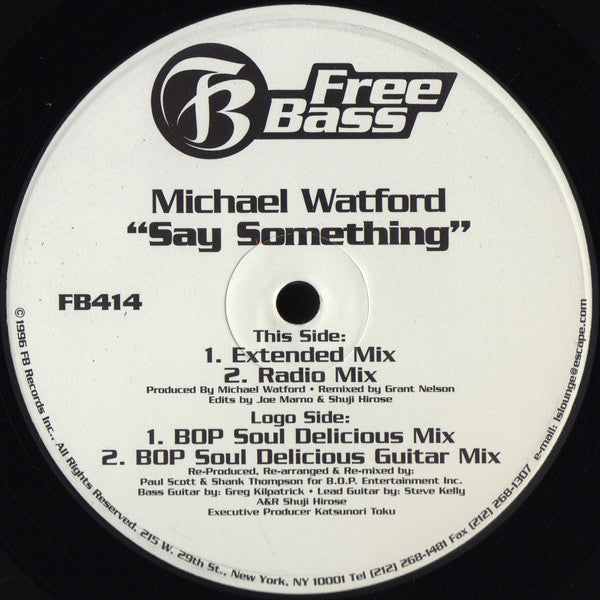 FB
Free
Bass
Michael Watford
“Say Something”
FB414
This Side:
1. Extended Mix
2. Radio Mix
Produced By Michael Watford • Remixed by Grant Nelson
Edits by Joe Marno & Shuji Hirose
Logo Side:
1. BOP Soul Delicious Mix
2. BOP Soul Delicious Guitar Mix
Re-Produced, Re-arranged & Re-mixed by:
Paul Scott & Shank Thompson for B.O.P. Entertainment Inc.
Bass Guitar by: Greg Kilpatrick • Lead Guitar by: Steve Kelly
A&R Shuji Hirose
Executive Producer Katsunori Toku
©1996 FB Records Inc., All Rights Reserved. 215 W. 29th St., New York, NY 10001 Tel (212) 268-1481 Fax (212) 268-1307 e-mail: lslounge@escape.com